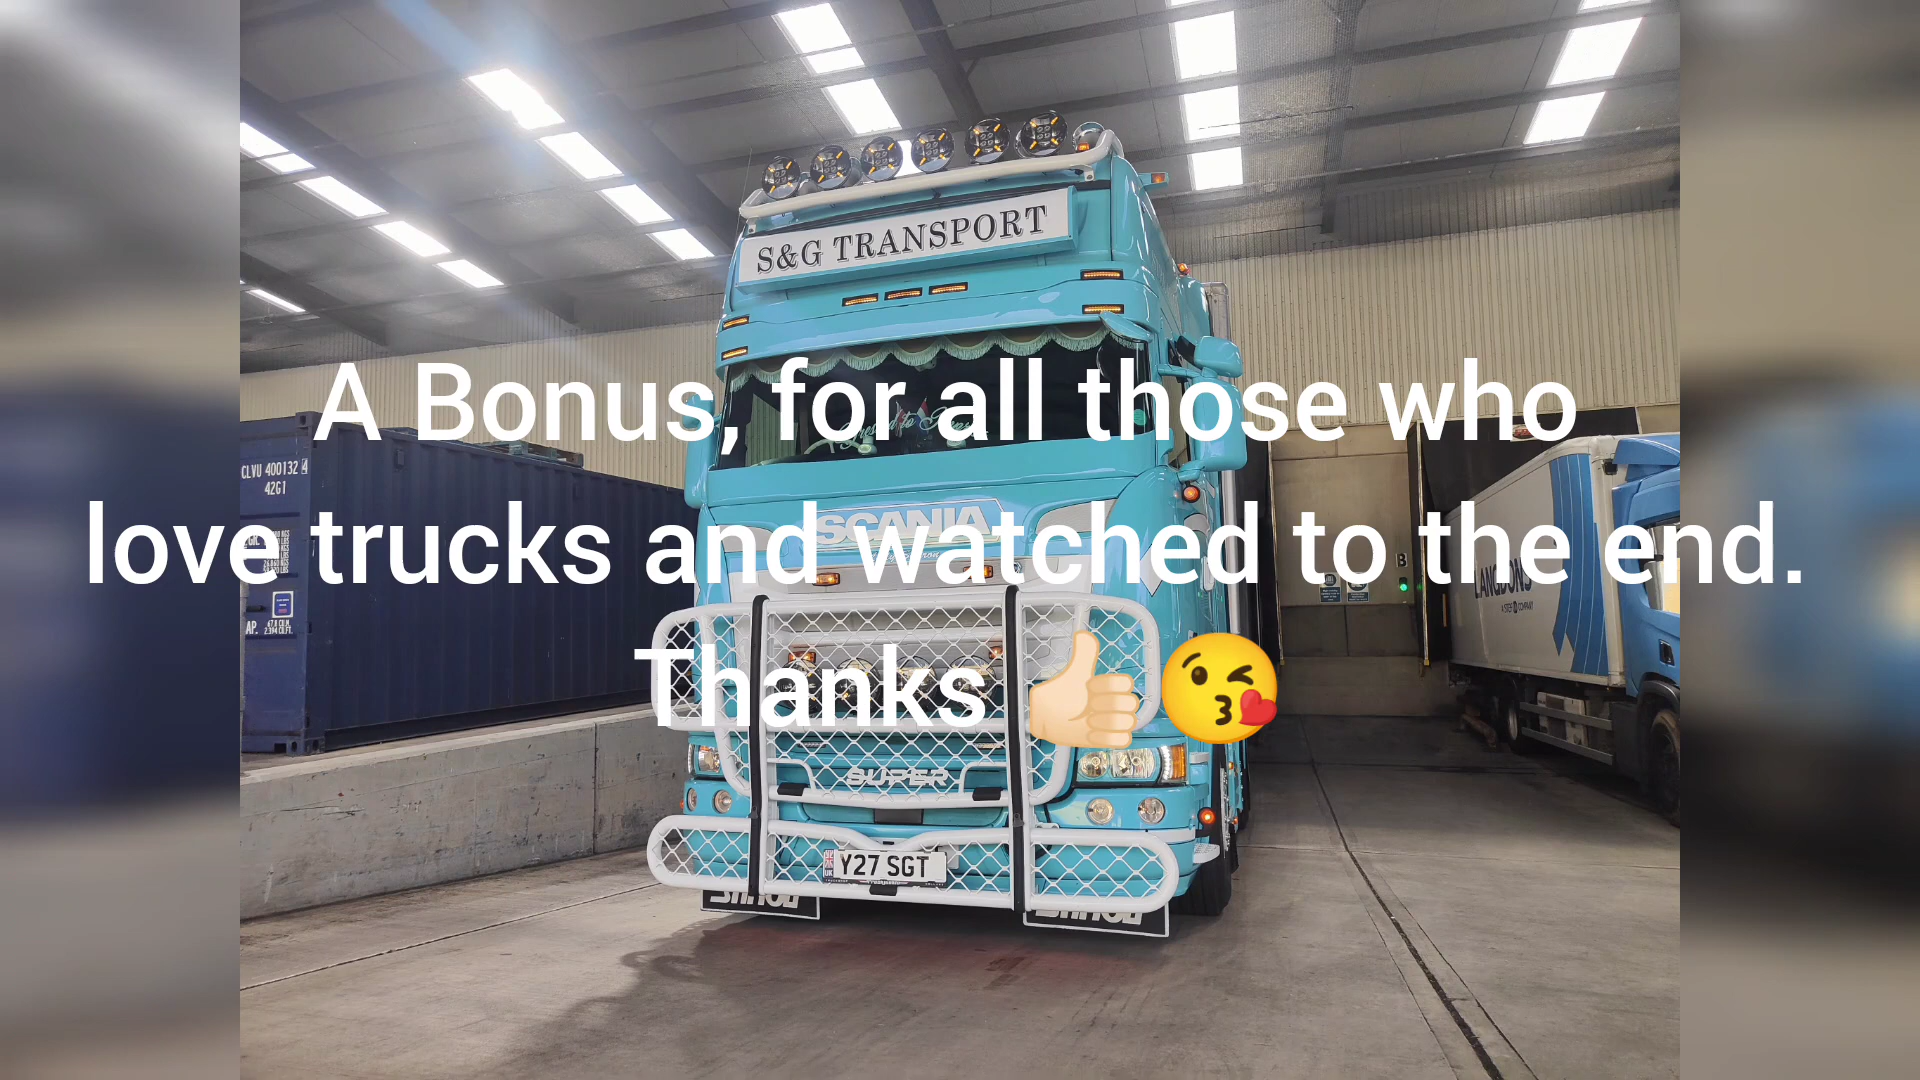 S&G TRANSPORT
A Bonus, for all those who
love trucks and watched to the end.
Thanks 👍🏻😘
CLVU 400132 4
42G1
SCANIA
B
LANGDONS
SUPER
Y27 SGT
UK